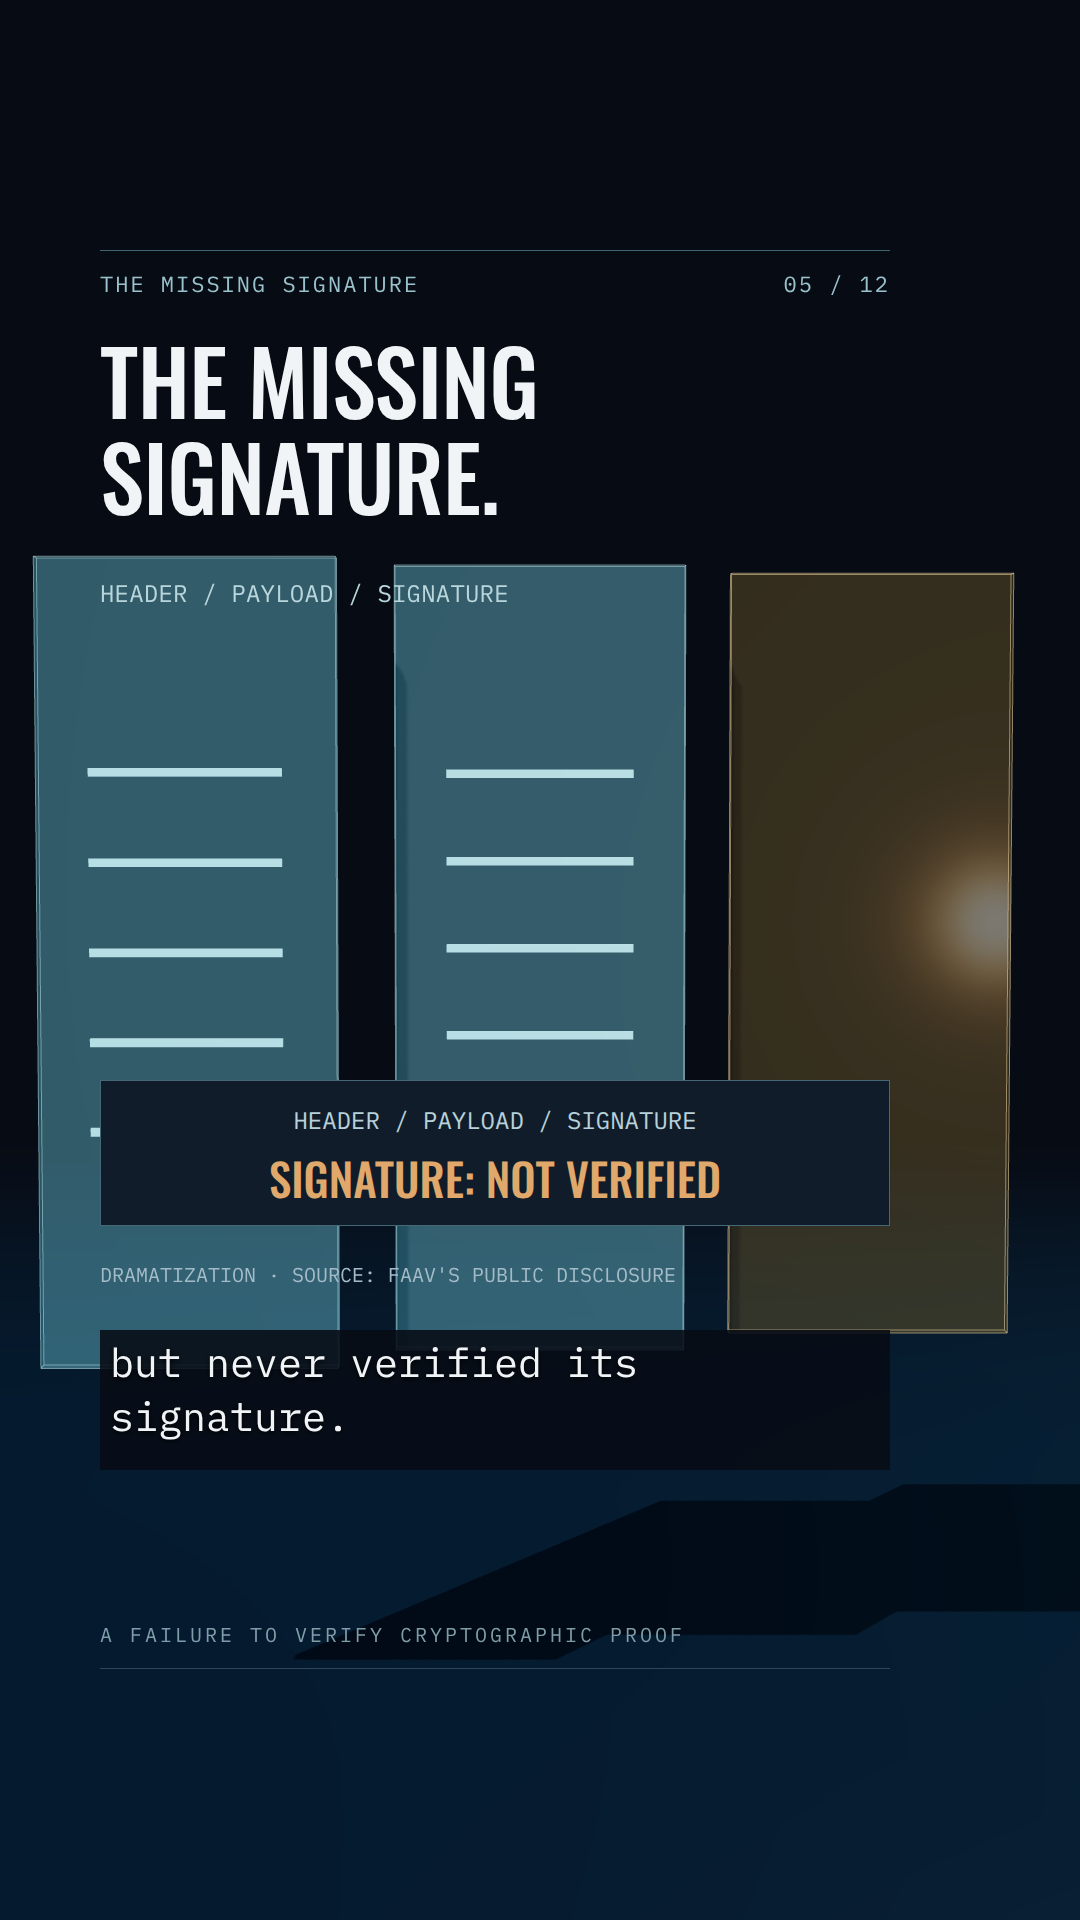 THE MISSING SIGNATURE
05 / 12
THE MISSING
SIGNATURE.
HEADER / PAYLOAD / SIGNATURE
HEADER / PAYLOAD / SIGNATURE
SIGNATURE: NOT VERIFIED
DRAMATIZATION · SOURCE: FAAV'S PUBLIC DISCLOSURE
but never verified its
signature.
A FAILURE TO VERIFY CRYPTOGRAPHIC PROOF